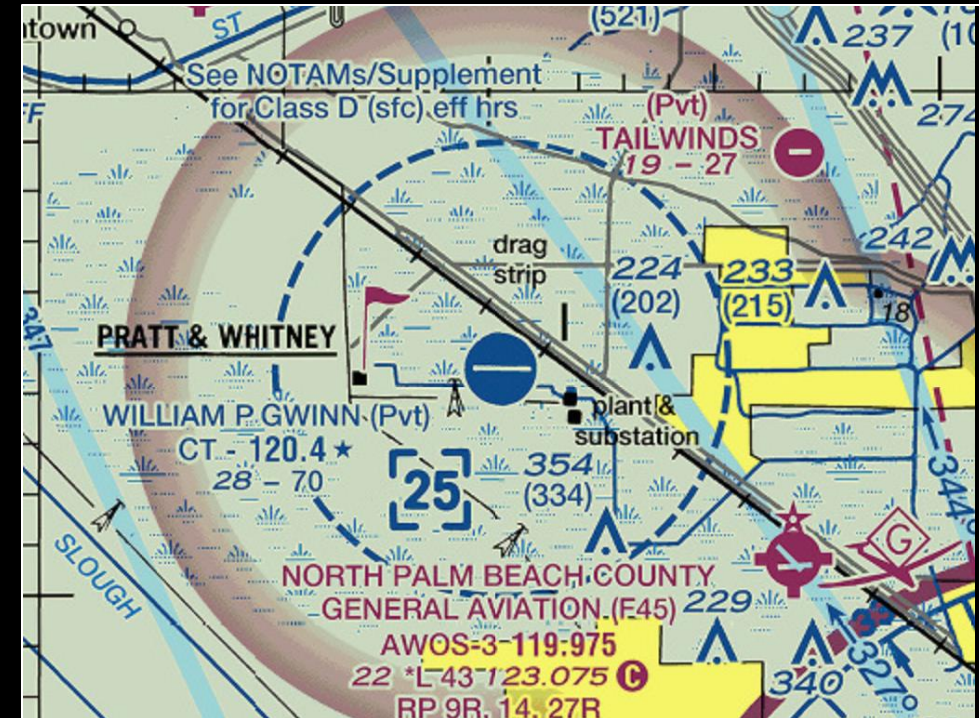 ntown
ST
(521)
237
(10
See NOTAMs/Supplement
for Class D (sfc) eff hrs
FF
274
(Pvt)
TAILWINDS
19 - 27
242
drag
strip
224
(202)
233
(215)
18
347
PRATT & WHITNEY
WILLIAM P GWINN (Pvt)
CT - 120.4 ★
28 - 70
25
354
(334)
plant &
substation
344
G
SLOUGH
NORTH PALM BEACH COUNTY
GENERAL AVIATION (F45)
229
AWOS-3 119.975
22 *L 43 123.075 C
RP 9R, 14, 27R
340
327°